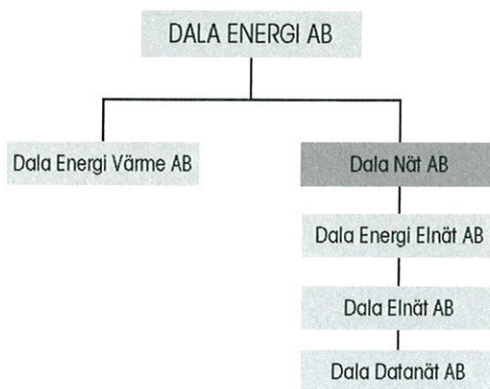 DALA ENERGI AB
Dala Energi Värme AB
Dala Nät AB
Dala Energi Elnät AB
Dala Elnät AB
Dala Datanät AB